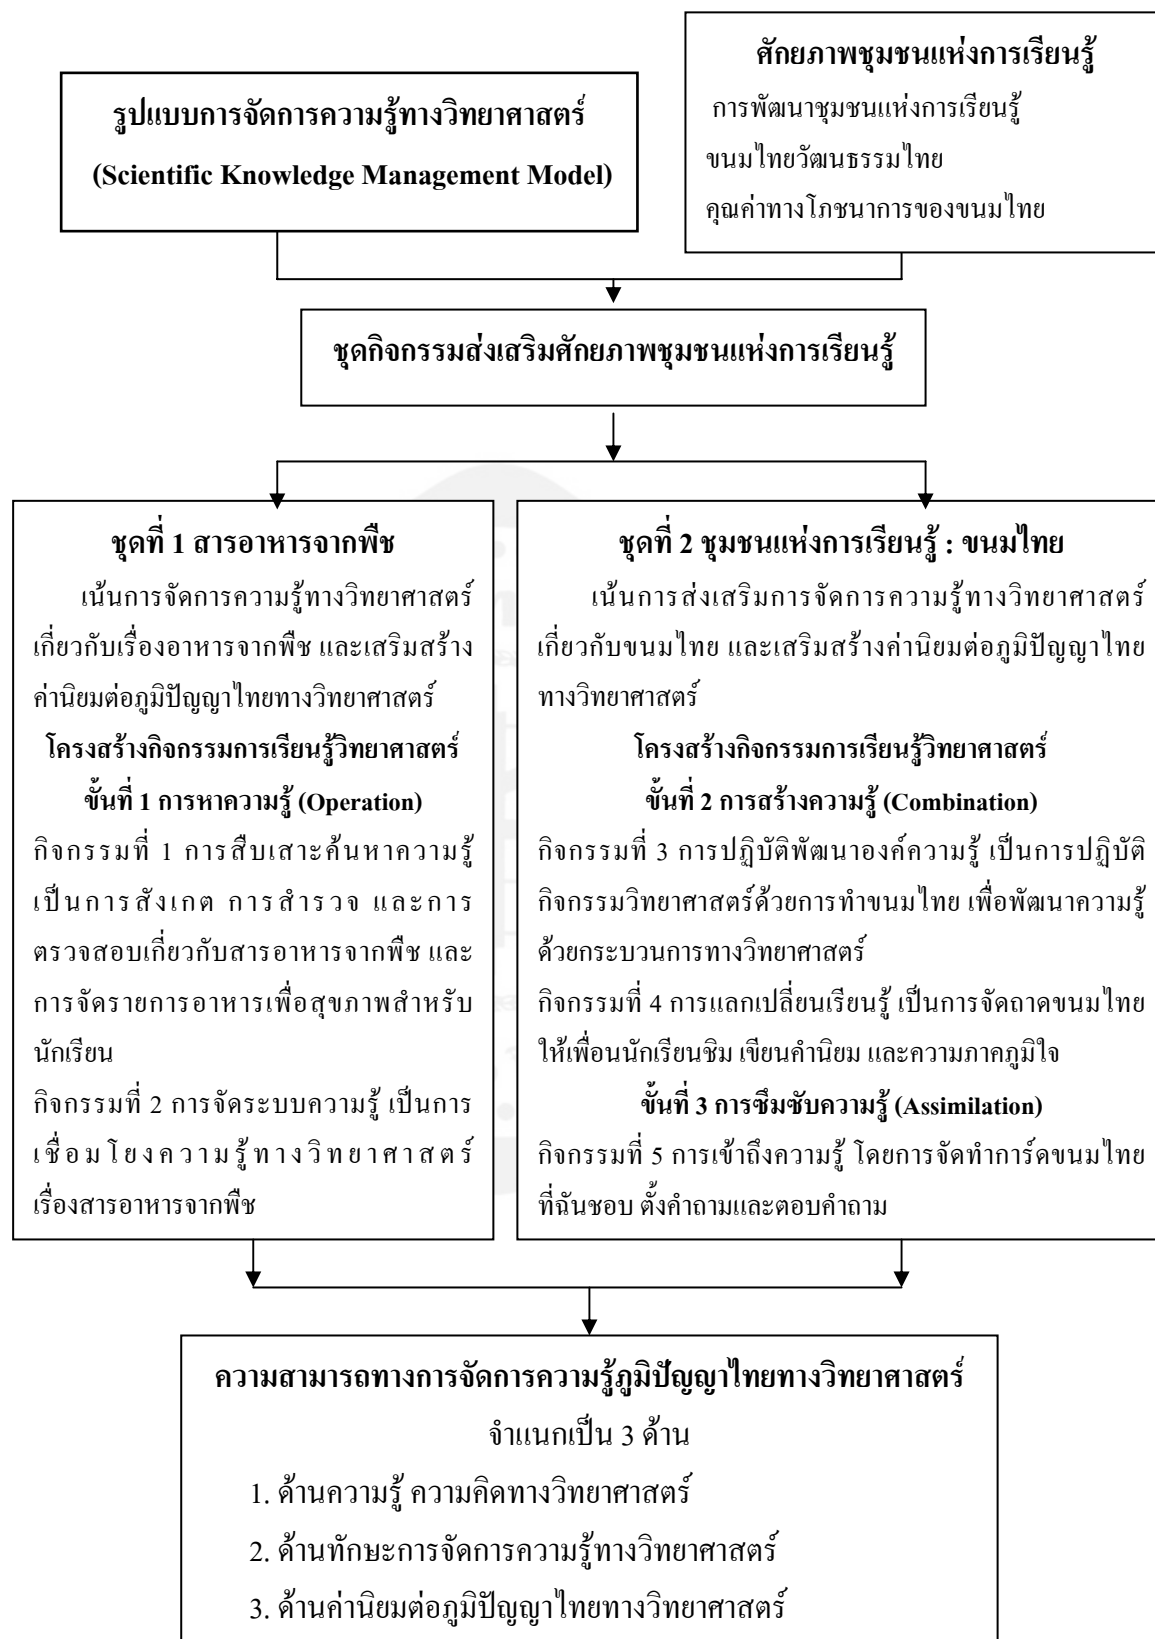 รูปแบบการจัดการความรู้ทางวิทยาศาสตร์
(Scientific Knowledge Management Model)
ศักยภาพชุมชนแห่งการเรียนรู้
การพัฒนาชุมชนแห่งการเรียนรู้
ขนมไทยวัฒนธรรมไทย
คุณค่าทางโภชนาการของขนมไทย
ชุดกิจกรรมส่งเสริมศักยภาพชุมชนแห่งการเรียนรู้
ชุดที่ 1 สารอาหารจากพืช
เน้นการจัดการความรู้ทางวิทยาศาสตร์
เกี่ยวกับเรื่องอาหารจากพืช และเสริมสร้าง
ค่านิยมต่อภูมิปัญญาไทยทางวิทยาศาสตร์
โครงสร้างกิจกรรมการเรียนรู้วิทยาศาสตร์
ขั้นที่ 1 การหาความรู้ (Operation)
กิจกรรมที่ 1 การสืบเสาะค้นหาความรู้
เป็นการสังเกต การสำรวจ และการ
ตรวจสอบเกี่ยวกับสารอาหารจากพืช และ
การจัดรายการอาหารเพื่อสุขภาพสำหรับ
นักเรียน
กิจกรรมที่ 2 การจัดระบบความรู้ เป็นการ
เชื่อมโยงความรู้ทางวิทยาศาสตร์
เรื่องสารอาหารจากพืช
ชุดที่ 2 ชุมชนแห่งการเรียนรู้ : ขนมไทย
เน้นการส่งเสริมการจัดการความรู้ทางวิทยาศาสตร์
เกี่ยวกับขนมไทย และเสริมสร้างค่านิยมต่อภูมิปัญญาไทย
ทางวิทยาศาสตร์
โครงสร้างกิจกรรมการเรียนรู้วิทยาศาสตร์
ขั้นที่ 2 การสร้างความรู้ (Combination)
กิจกรรมที่ 3 การปฏิบัติพัฒนาองค์ความรู้ เป็นการปฏิบัติ
กิจกรรมวิทยาศาสตร์ด้วยการทำขนมไทย เพื่อพัฒนาความรู้
ด้วยกระบวนการทางวิทยาศาสตร์
กิจกรรมที่ 4 การแลกเปลี่ยนเรียนรู้ เป็นการจัดถาดขนมไทย
ให้เพื่อนนักเรียนชิม เขียนคำนิยม และความภาคภูมิใจ
ขั้นที่ 3 การซึมซับความรู้ (Assimilation)
กิจกรรมที่ 5 การเข้าถึงความรู้ โดยการจัดทำการ์ดขนมไทย
ที่ฉันชอบ ตั้งคำถามและตอบคำถาม
ความสามารถทางการจัดการความรู้ภูมิปัญญาไทยทางวิทยาศาสตร์
จำแนกเป็น 3 ด้าน
1. ด้านความรู้ ความคิดทางวิทยาศาสตร์
2. ด้านทักษะการจัดการความรู้ทางวิทยาศาสตร์
3. ด้านค่านิยมต่อภูมิปัญญาไทยทางวิทยาศาสตร์